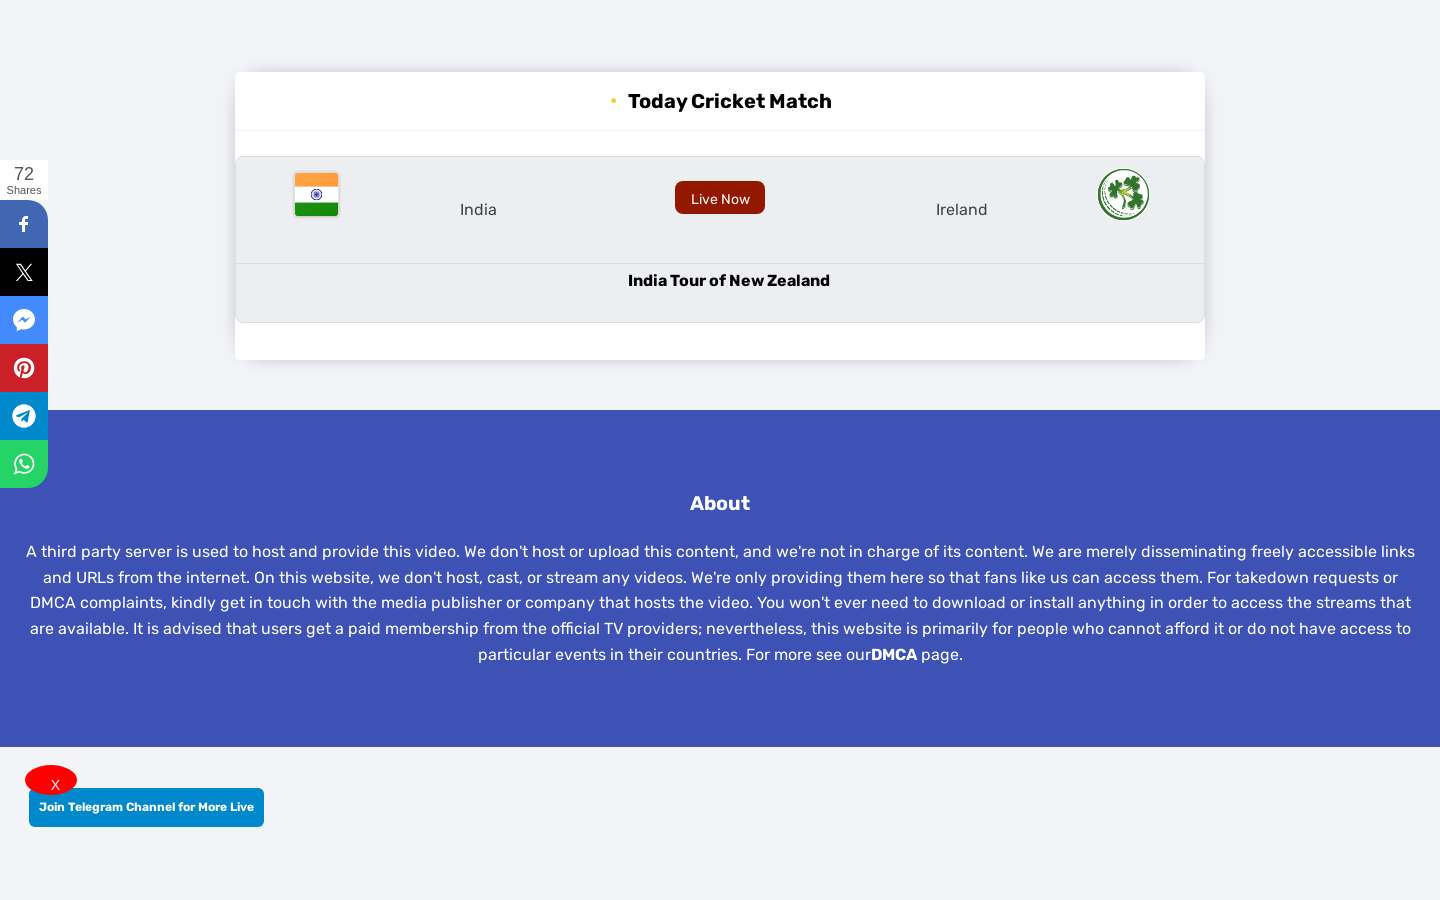 Today Cricket Match
72
Shares
India
Live Now
Ireland
India Tour of New Zealand
About
A third party server is used to host and provide this video. We don't host or upload this content, and we're not in charge of its content. We are merely disseminating freely accessible links
and URLs from the internet. On this website, we don't host, cast, or stream any videos. We're only providing them here so that fans like us can access them. For takedown requests or
DMCA complaints, kindly get in touch with the media publisher or company that hosts the video. You won't ever need to download or install anything in order to access the streams that
are available. It is advised that users get a paid membership from the official TV providers; nevertheless, this website is primarily for people who cannot afford it or do not have access to
particular events in their countries. For more see ourDMCA page.
X
Join Telegram Channel for More Live